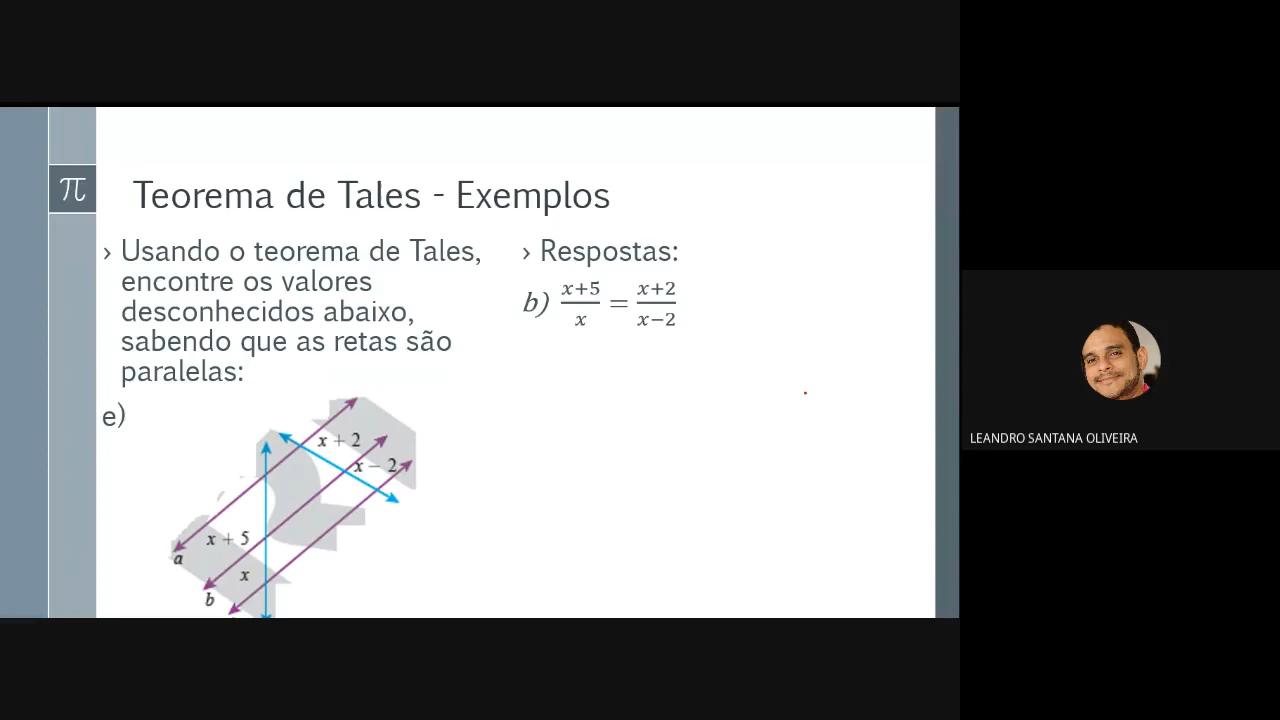 π
Teorema de Tales - Exemplos
› Usando o teorema de Tales,
encontre os valores
desconhecidos abaixo,
sabendo que as retas são
paralelas:
e)
x + 2
x − 2
x + 5
a
x
b
› Respostas:
b) x+5/x = x+2/x−2
LEANDRO SANTANA OLIVEIRA